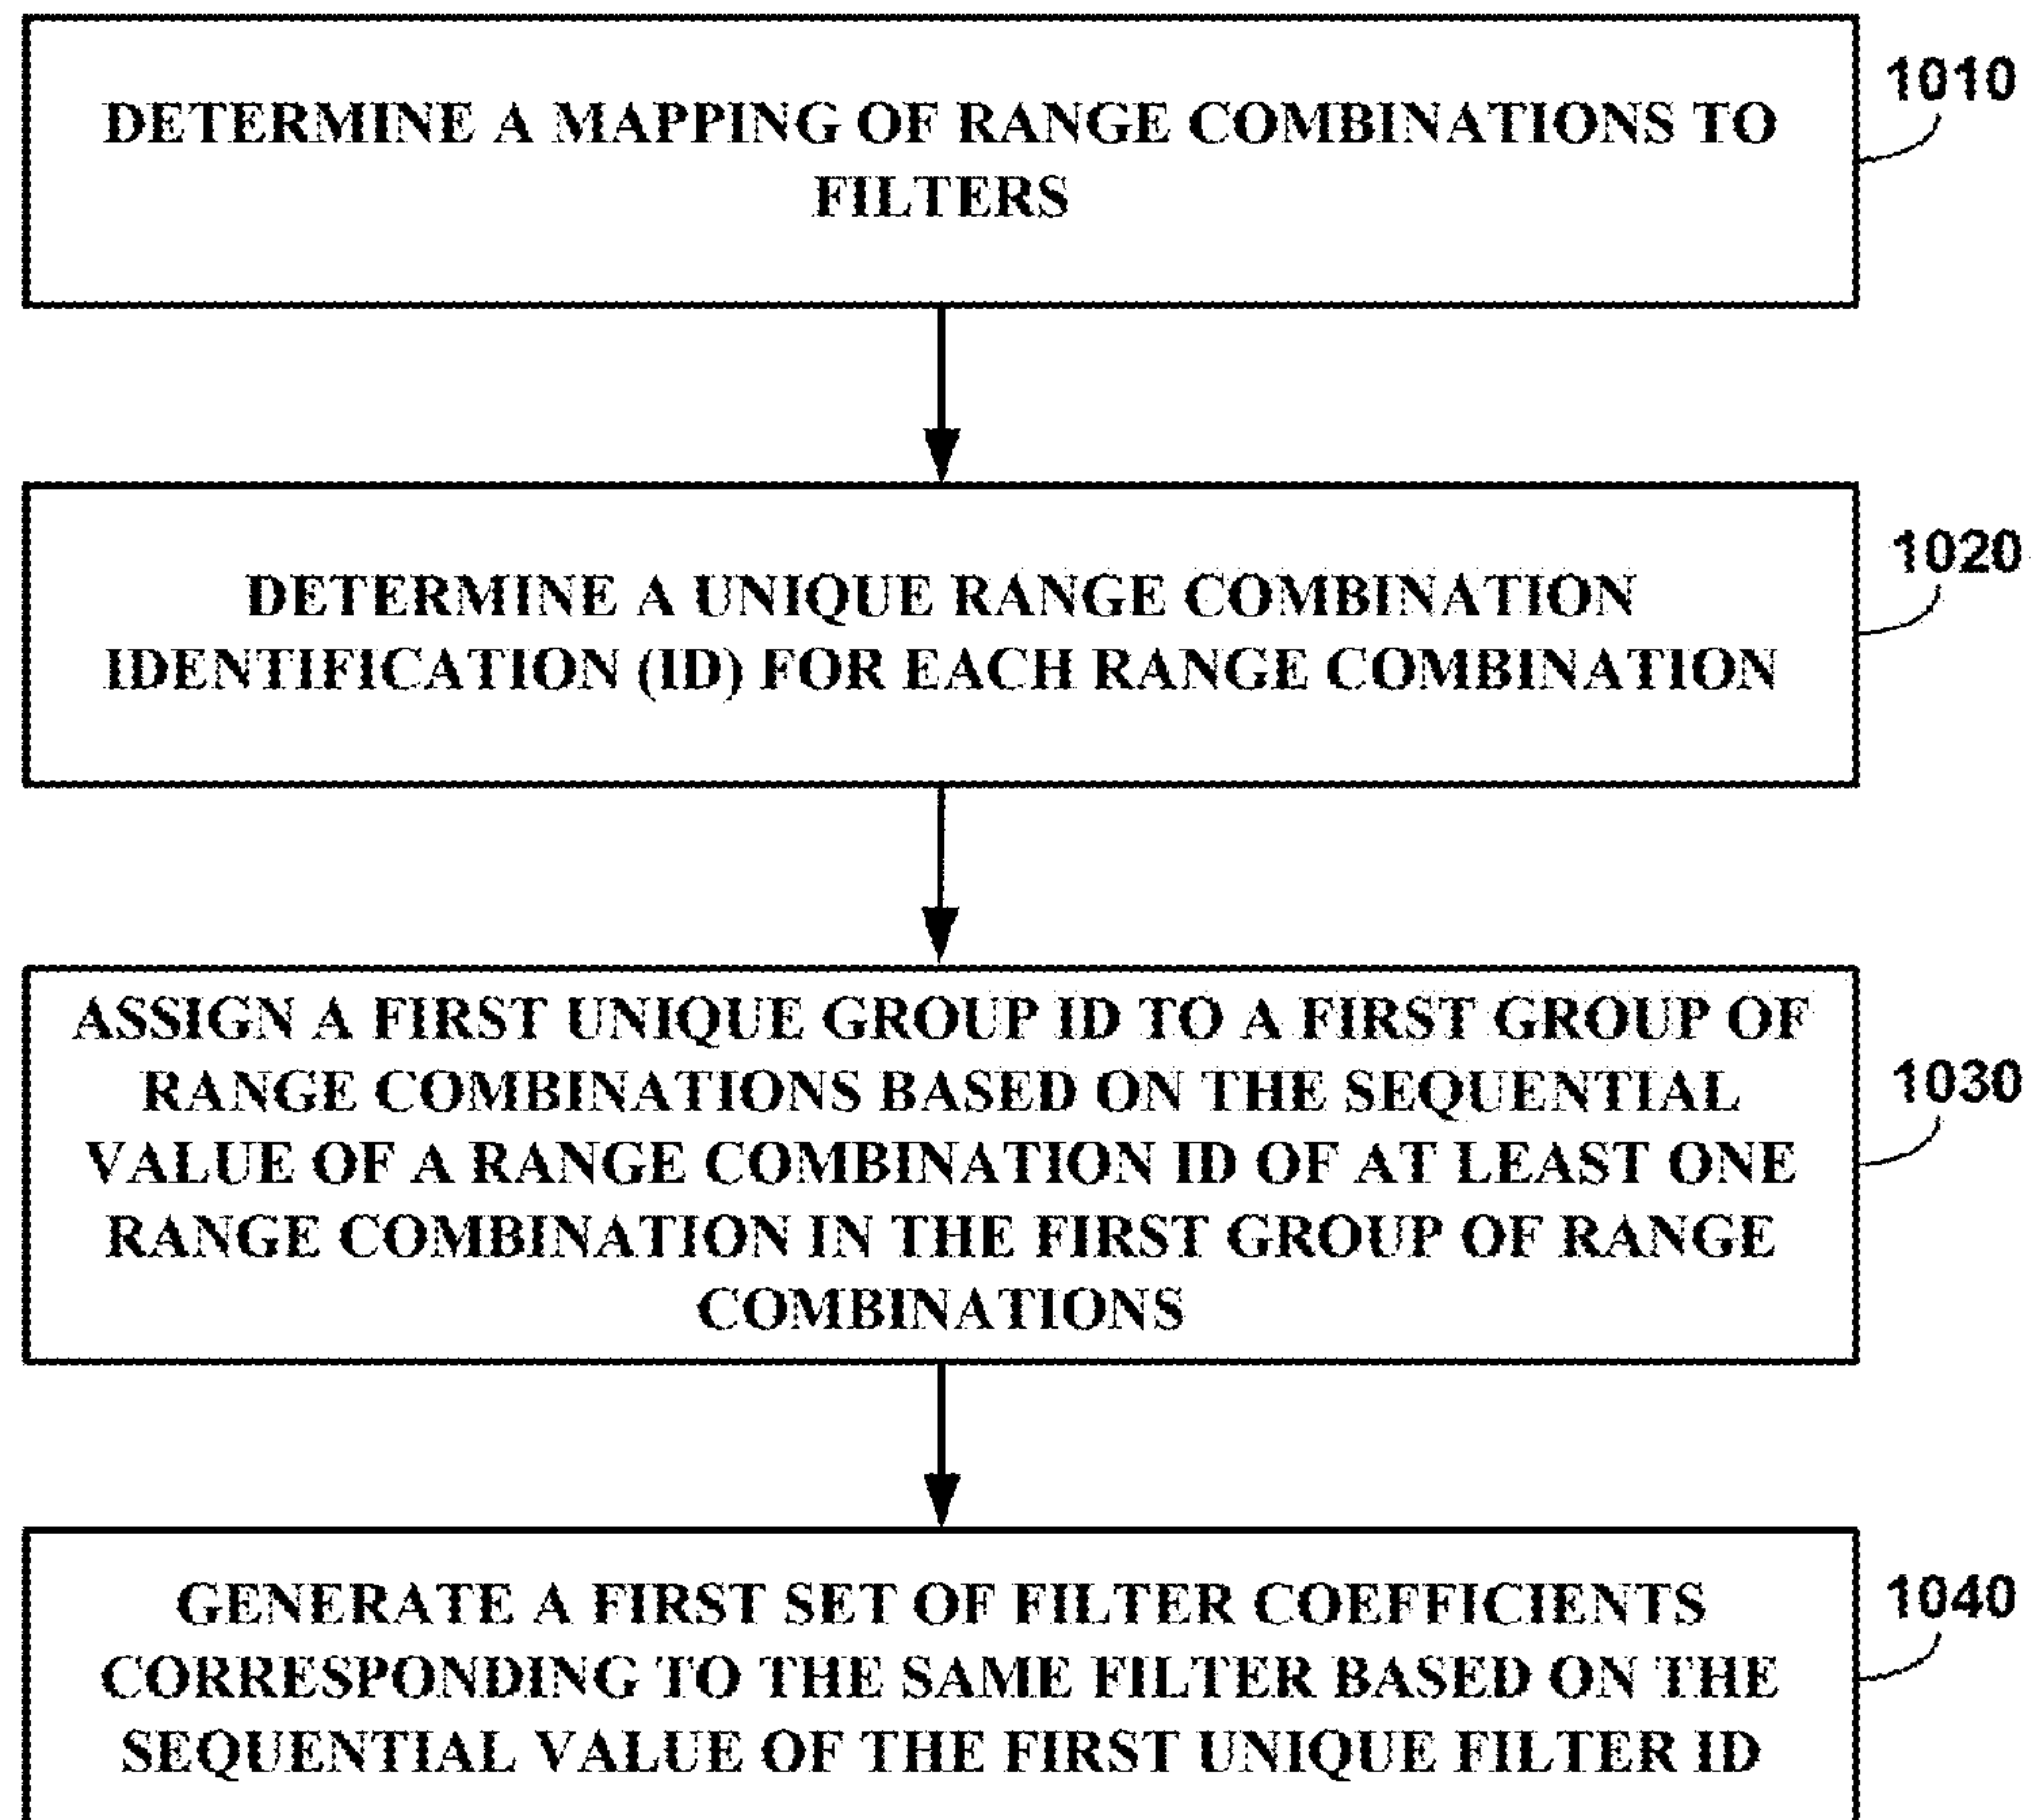 DETERMINE A MAPPING OF RANGE COMBINATIONS TO
FILTERS
1010
DETERMINE A UNIQUE RANGE COMBINATION
IDENTIFICATION (ID) FOR EACH RANGE COMBINATION
1020
ASSIGN A FIRST UNIQUE GROUP ID TO A FIRST GROUP OF
RANGE COMBINATIONS BASED ON THE SEQUENTIAL
VALUE OF A RANGE COMBINATION ID OF AT LEAST ONE
RANGE COMBINATION IN THE FIRST GROUP OF RANGE
COMBINATIONS
1030
GENERATE A FIRST SET OF FILTER COEFFICIENTS
CORRESPONDING TO THE SAME FILTER BASED ON THE
SEQUENTIAL VALUE OF THE FIRST UNIQUE FILTER ID
1040